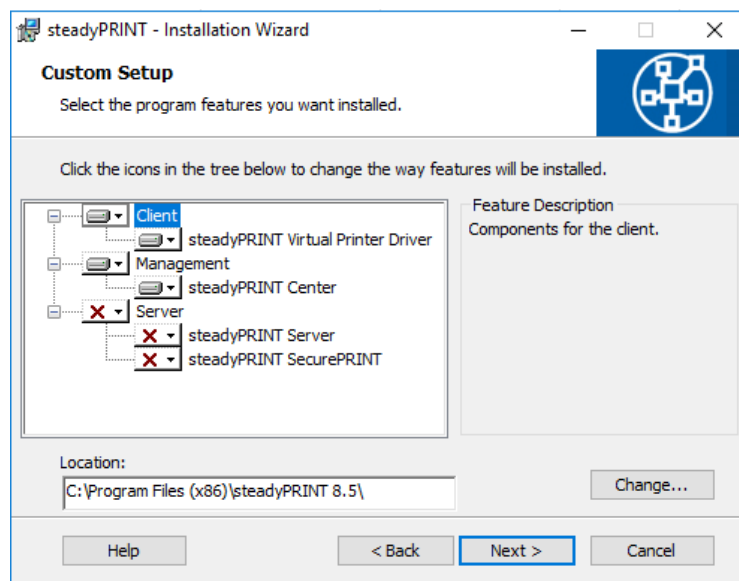 steadyPRINT - Installation Wizard
Custom Setup
Select the program features you want installed.
Click the icons in the tree below to change the way features will be installed.
Client
steadyPRINT Virtual Printer Driver
Management
steadyPRINT Center
Server
steadyPRINT Server
steadyPRINT SecurePRINT
Feature Description
Components for the client.
Location:
C:\Program Files (x86)\steadyPRINT 8.5\
Change...
Help
< Back
Next >
Cancel